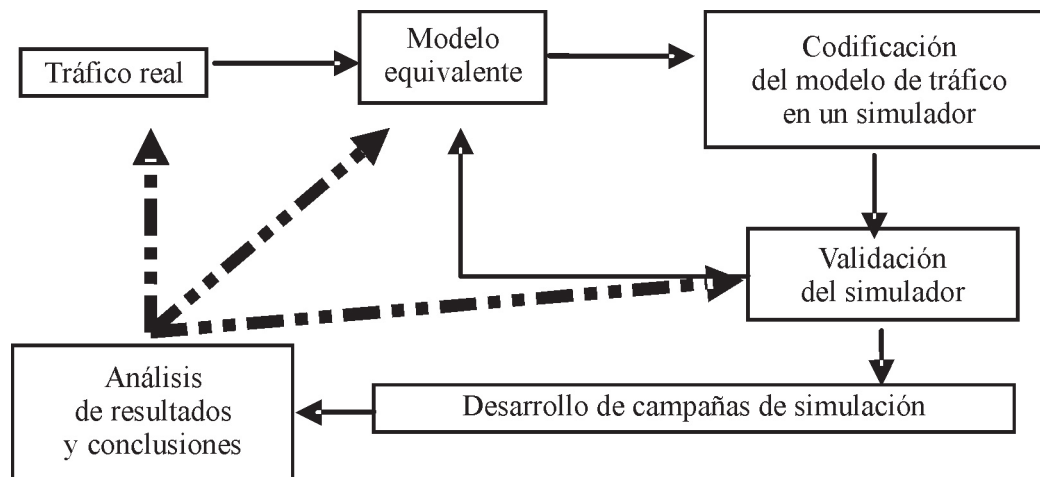 Tráfico real
Modelo
equivalente
Codificación
del modelo de tráfico
en un simulador
Validación
del simulador
Desarrollo de campañas de simulación
Análisis
de resultados
y conclusiones